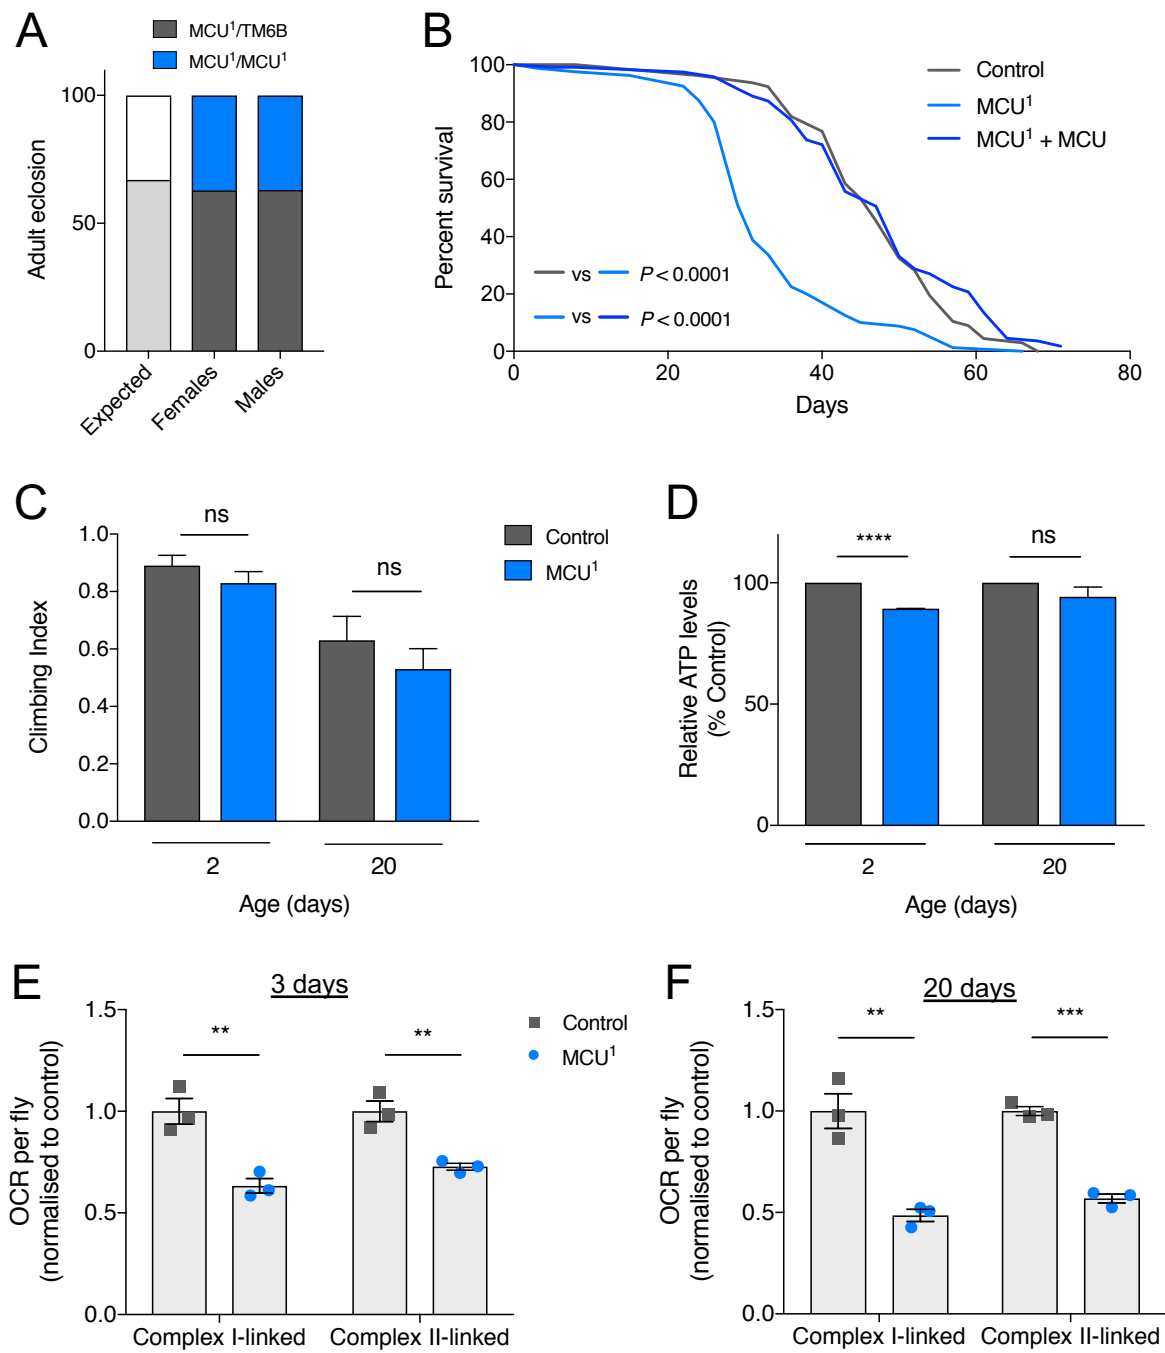 A
MCU¹/TM6B
MCU¹/MCU¹
Adult eclosion
100
50
0
Expected
Females
Males
B
Percent survival
100
80
60
40
20
0
0
20
40
60
80
Days
Control
MCU¹
MCU¹ + MCU
vs P < 0.0001
vs P < 0.0001
C
Climbing Index
1.0
0.8
0.6
0.4
0.2
0.0
ns
ns
Control
MCU¹
2
20
Age (days)
D
Relative ATP levels
(% Control)
100
50
0
****
ns
2
20
Age (days)
E
3 days
OCR per fly
(normalised to control)
1.5
1.0
0.5
0.0
**
**
Control
MCU¹
Complex I-linked
Complex II-linked
F
20 days
OCR per fly
(normalised to control)
1.5
1.0
0.5
0.0
**
***
Complex I-linked
Complex II-linked